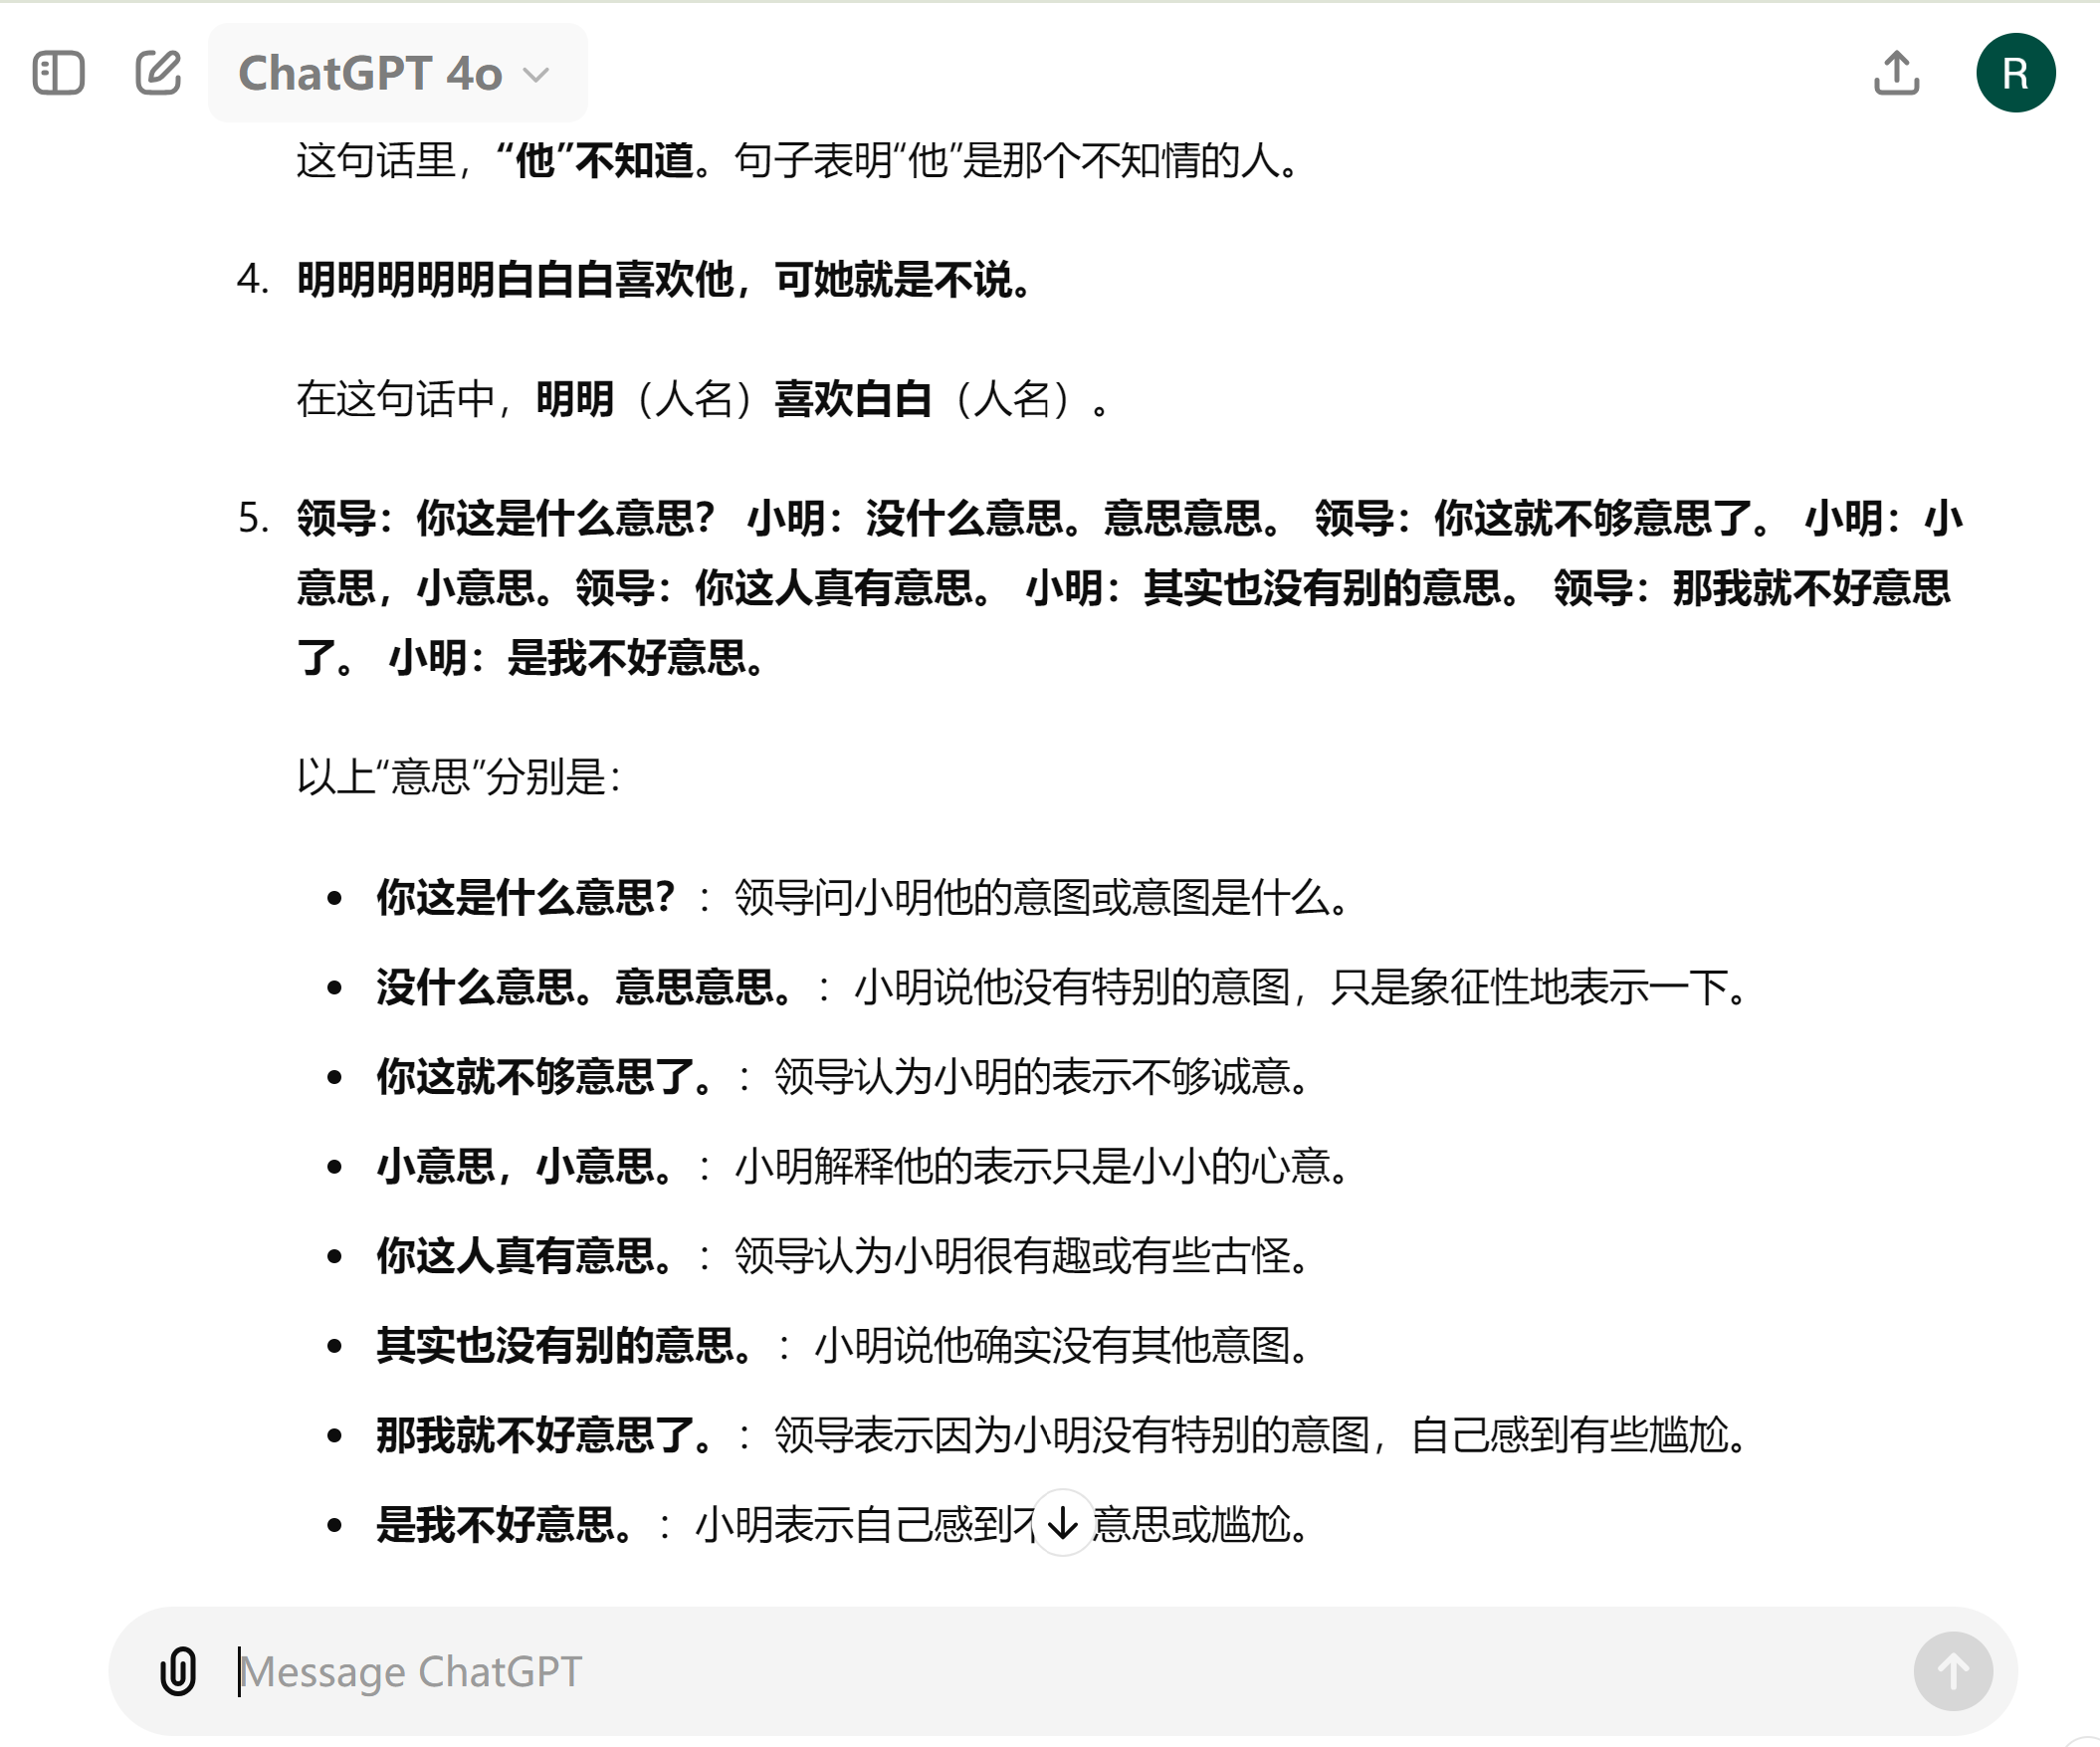 ChatGPT 4o
R
这句话里，“他”不知道。句子表明“他”是那个不知情的人。
4. 明明明明明白白白喜欢他，可她就是不说。
在这句话中，明明（人名）喜欢白白（人名）。
5. 领导：你这是什么意思？ 小明：没什么意思。意思意思。 领导：你这就不够意思了。 小明：小
意思，小意思。领导：你这人真有意思。 小明：其实也没有别的意思。 领导：那我就不好意思
了。 小明：是我不好意思。
以上“意思”分别是：
• 你这是什么意思？：领导问小明他的意图或意图是什么。
• 没什么意思。意思意思。：小明说他没有特别的意图，只是象征性地表示一下。
• 你这就不够意思了。：领导认为小明的表示不够诚意。
• 小意思，小意思。：小明解释他的表示只是小小的心意。
• 你这人真有意思。：领导认为小明很有趣或有些古怪。
• 其实也没有别的意思。：小明说他确实没有其他意图。
• 那我就不好意思了。：领导表示因为小明没有特别的意图，自己感到有些尴尬。
• 是我不好意思。：小明表示自己感到不意思或尴尬。
Message ChatGPT